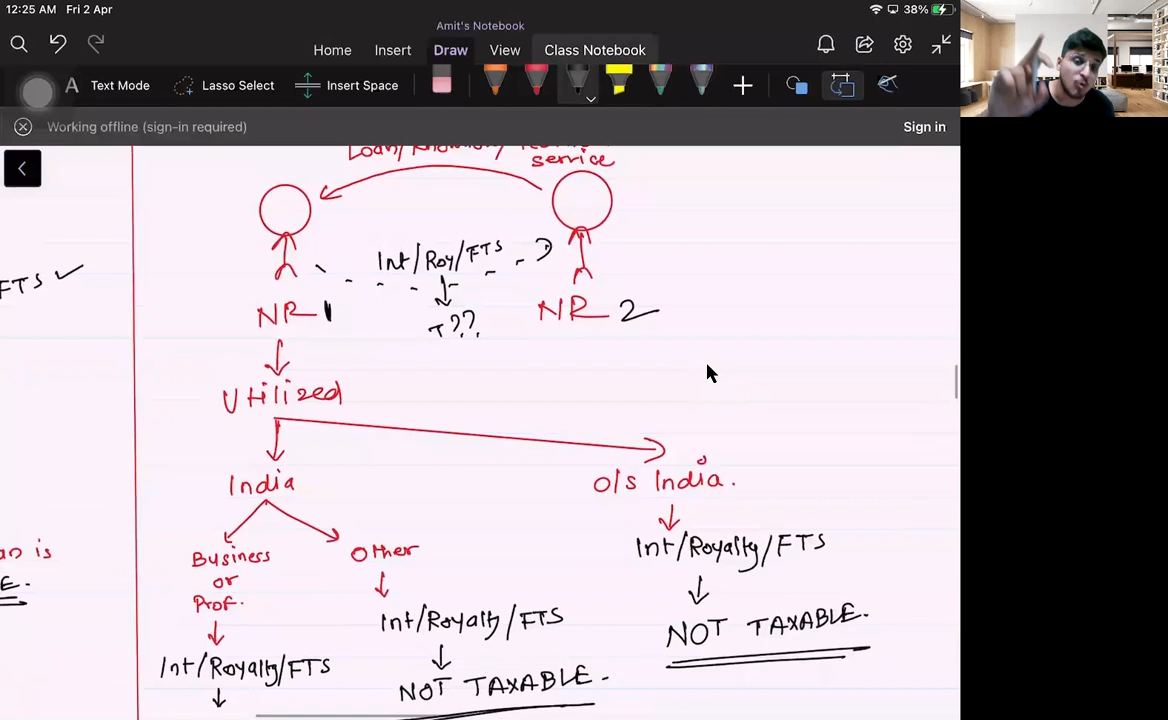 12:25 AM Fri 2 Apr
38%
Amit's Notebook
Home Insert Draw View Class Notebook
Text Mode Lasso Select Insert Space
Working offline (sign-in required) Sign in
Loan/
service
FTS
Int/Roy/FTS
T??
NR 1
NR 2
Utilized
India
O/S India.
Business
or
Prof.
Other
Int/Royalty/FTS
NOT TAXABLE.
Int/Royalty/FTS
NOT TAXABLE.
Int/Royalty/FTS
is
E.